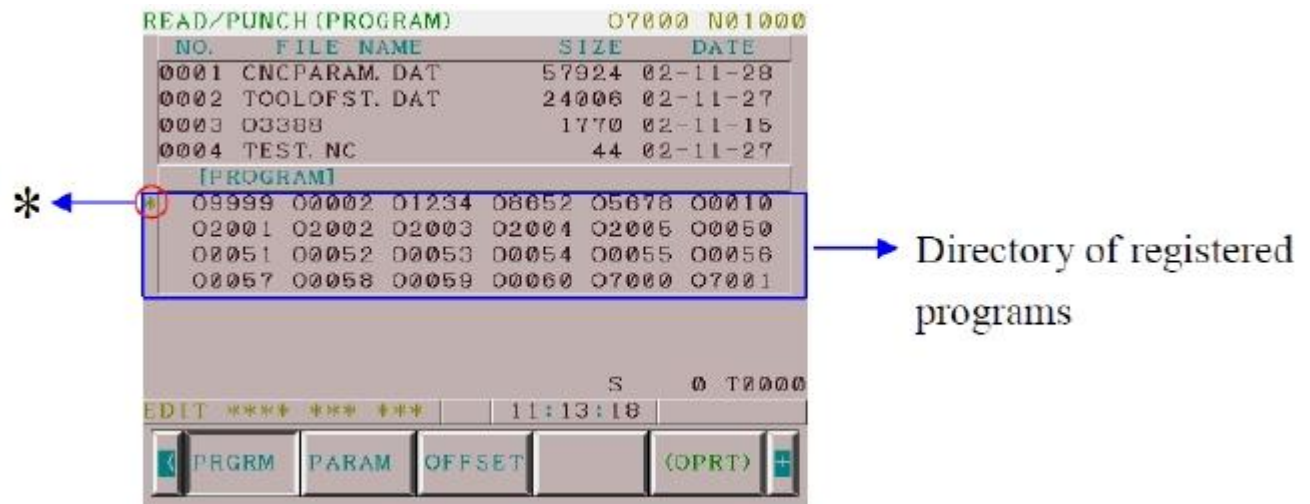 READ/PUNCH (PROGRAM) O7000 N01000
NO. FILE NAME SIZE DATE
0001 CNCPARAM. DAT 57924 02-11-28
0002 TOOLOFST. DAT 24006 02-11-27
0003 O3388 1770 02-11-15
0004 TEST. NC 44 02-11-27
[PROGRAM]
* * O9999 O0002 O1234 O8652 O5678 O0010
O2001 O2002 O2003 O2004 O2005 O0050
O0051 O0052 O0053 O0054 O0055 O0056
O0057 O0058 O0059 O0060 O7000 O7001
Directory of registered
programs
S 0 T0000
EDIT **** *** *** 11:13:18
PRGRM PARAM OFFSET (OPRT) +